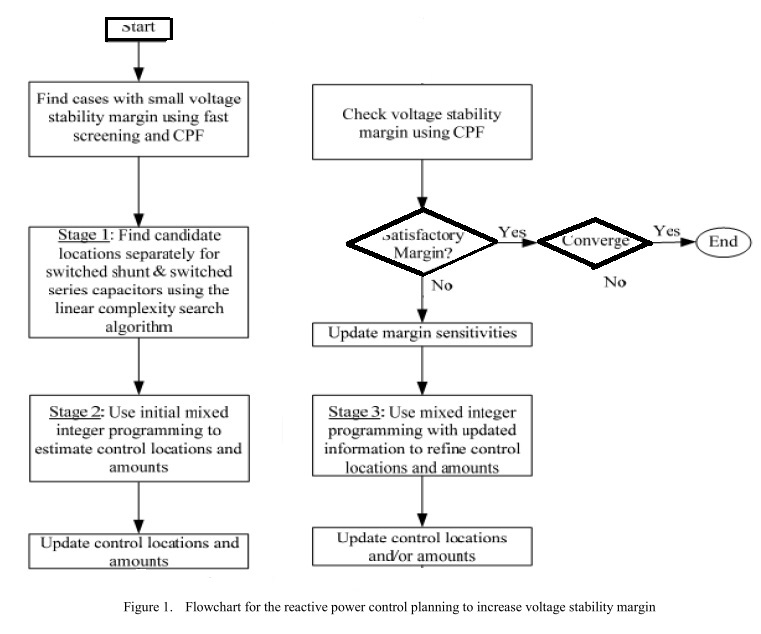 Start
Find cases with small voltage
stability margin using fast
screening and CPF
Stage 1: Find candidate
locations separately for
switched shunt & switched
series capacitors using the
linear complexity search
algorithm
Stage 2: Use initial mixed
integer programming to
estimate control locations and
amounts
Update control locations and
amounts
Check voltage stability
margin using CPF
Satisfactory
Margin?
Yes
Converge
Yes
End
No
No
Update margin sensitivities
Stage 3: Use mixed integer
programming with updated
information to refine control
locations and amounts
Update control locations
and/or amounts
Figure 1. Flowchart for the reactive power control planning to increase voltage stability margin